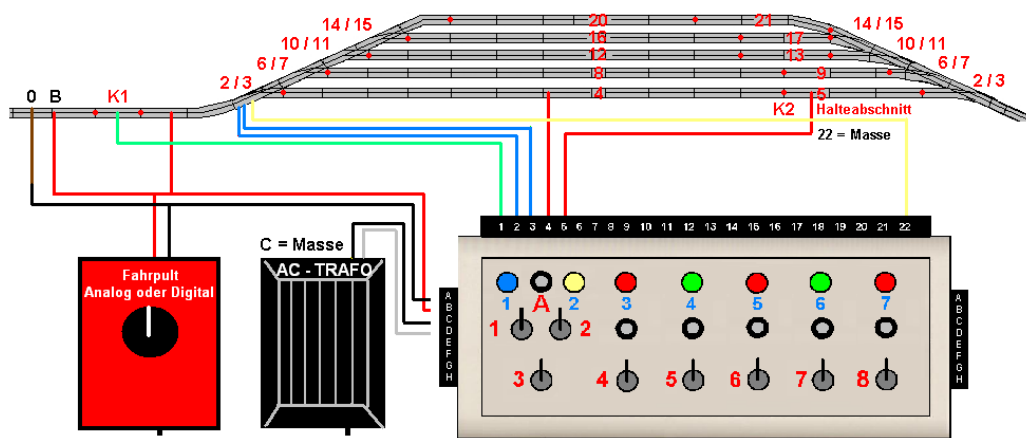 20 21
14 / 15 14 / 15
16 17
10 / 11 12 13 10 / 11
6 / 7 8 9 6 / 7
2 / 3 4 5 2 / 3
0 B K1 K2 Halteabschnitt
22 = Masse
1 2 3 4 5 6 7 8 9 10 11 12 13 14 15 16 17 18 19 20 21 22
C = Masse
Fahrpult
Analog oder Digital
AC - TRAFO
A
B
C
D
E
F
G
H
1 A 2 3 4 5 6 7
1 2
3 4 5 6 7 8
A
B
C
D
E
F
G
H